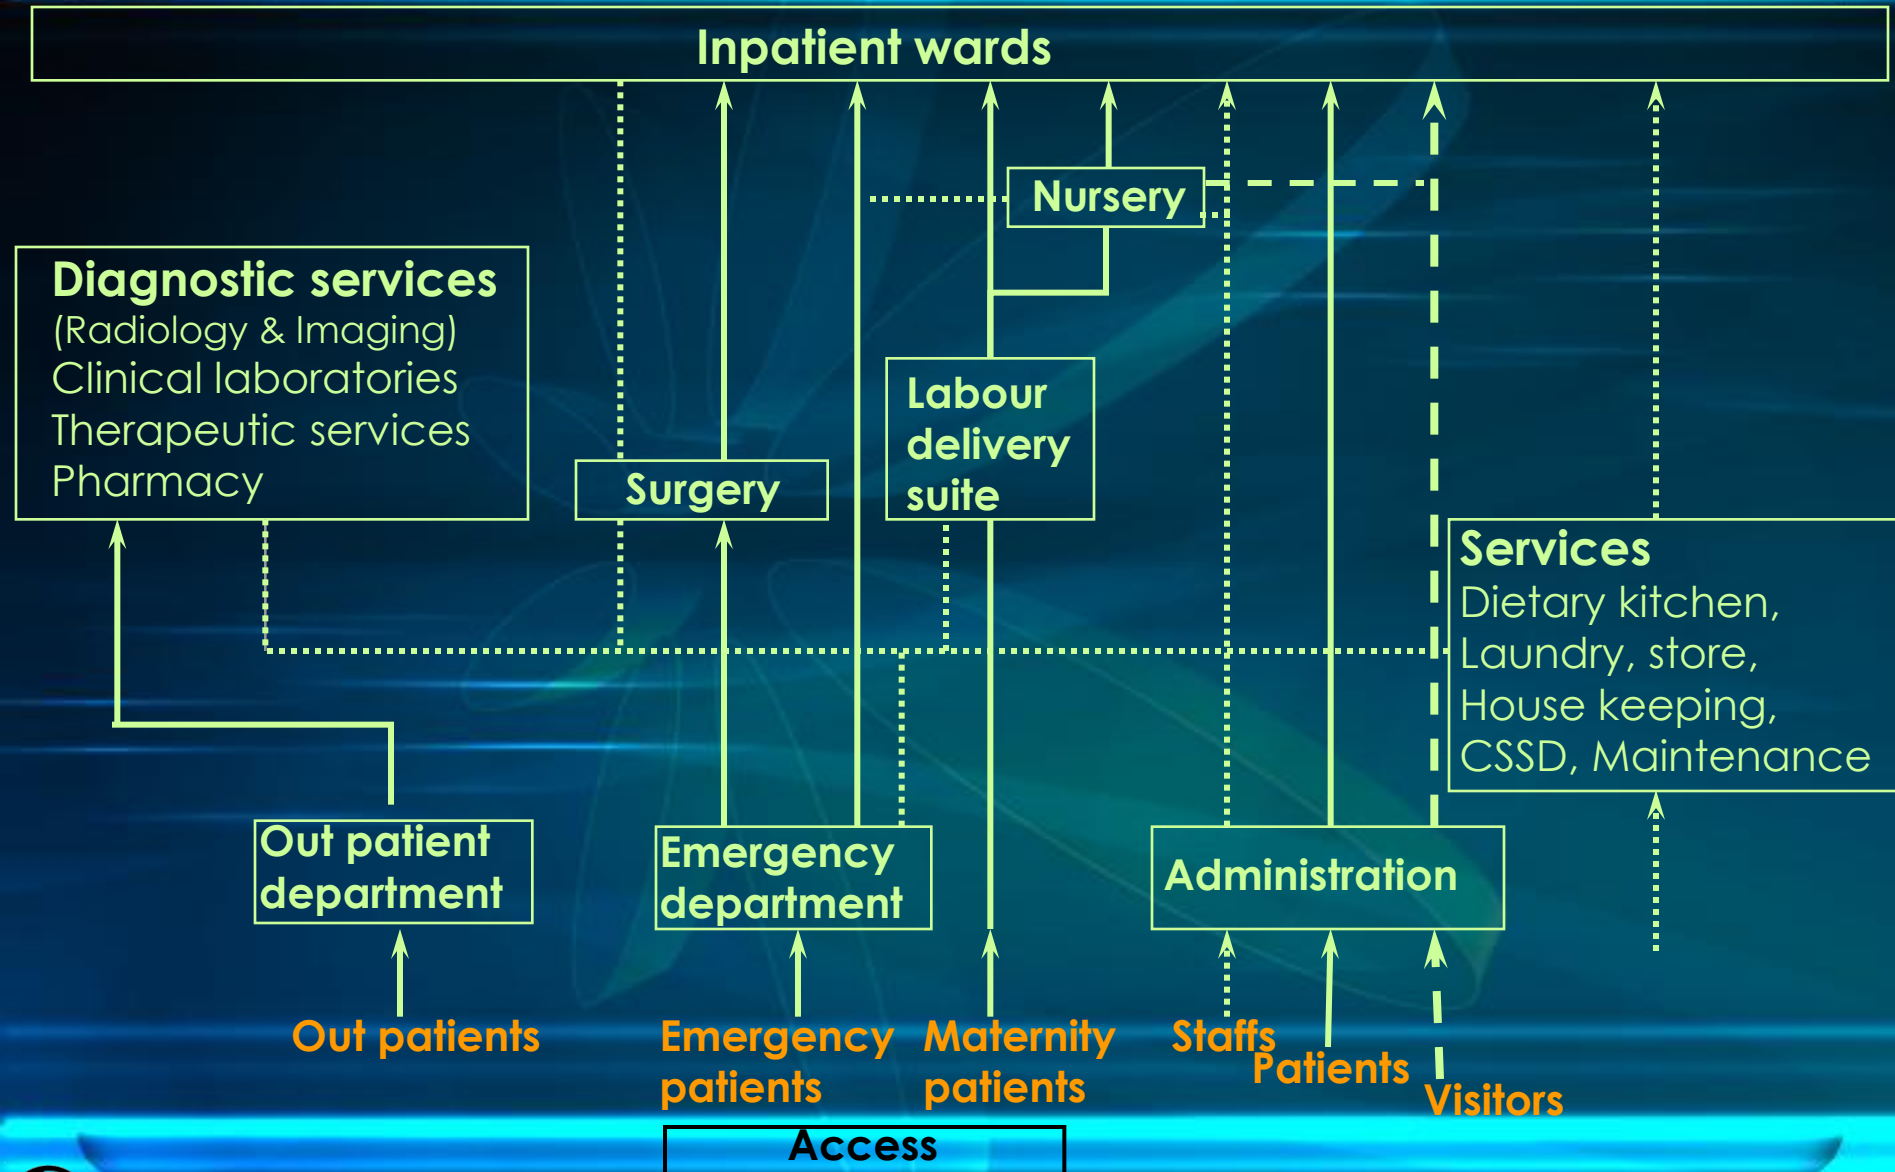 Inpatient wards
Nursery
Diagnostic services
(Radiology & Imaging)
Clinical laboratories
Therapeutic services
Pharmacy
Surgery
Labour
delivery
suite
Services
Dietary kitchen,
Laundry, store,
House keeping,
CSSD, Maintenance
Out patient
department
Emergency
department
Administration
Out patients
Emergency
patients
Maternity
patients
Staffs
Patients
Visitors
Access